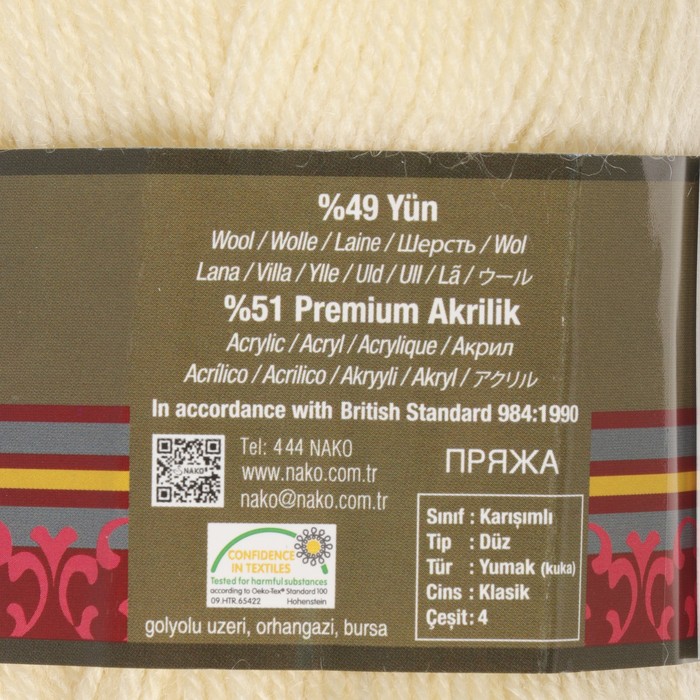 %49 Yün
Wool / Wolle / Laine / Шерсть / Wol
Lana / Villa / Ylle / Uld / Ull / Lã / ウール
%51 Premium Akrilik
Acrylic / Acryl / Acrylique / Акрил
Acrílico / Acrilico / Akryyli / Akryl / アクリル
In accordance with British Standard 984:1990
NAKO
Tel: 4 44 NAKO
www.nako.com.tr
nako@nako.com.tr
ПРЯЖА
CONFIDENCE
IN TEXTILES
Tested for harmful substances
according to Oeko-Tex® Standard 100
09.HTR.65422 Hohenstein
golyolu uzeri, orhangazi, bursa
Sınıf : Karışımlı
Tip : Düz
Tür : Yumak (kuka)
Cins : Klasik
Çeşit : 4